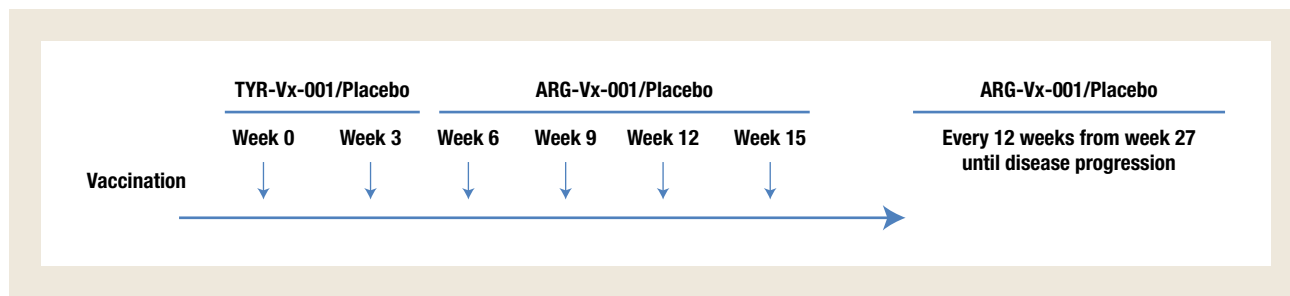 TYR-Vx-001/Placebo
ARG-Vx-001/Placebo
ARG-Vx-001/Placebo
Week 0
Week 3
Week 6
Week 9
Week 12
Week 15
Every 12 weeks from week 27
until disease progression
Vaccination